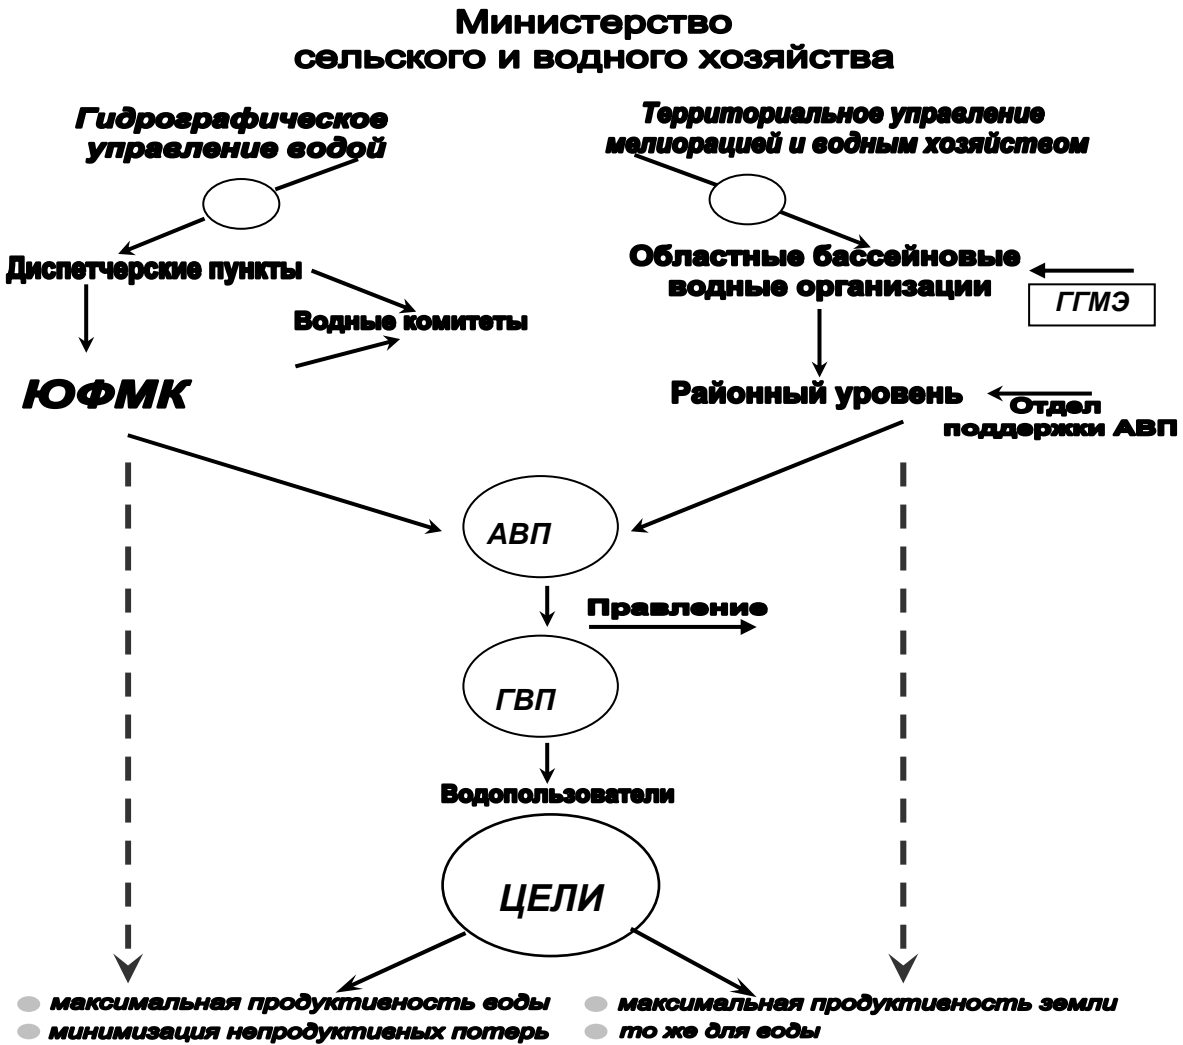 Министерство
сельского и водного хозяйства
Гидрографическое
управление водой
Территориальное управление
мелиорацией и водным хозяйством
Диспетчерские пункты
Водные комитеты
ЮФМК
Областные бассейновые
водные организации
ГГМЭ
Районный уровень
Отдел
поддержки АВП
АВП
Правление
ГВП
Водопользователи
ЦЕЛИ
максимальная продуктивность воды
минимизация непродуктивных потерь
максимальная продуктивность земли
то же для воды